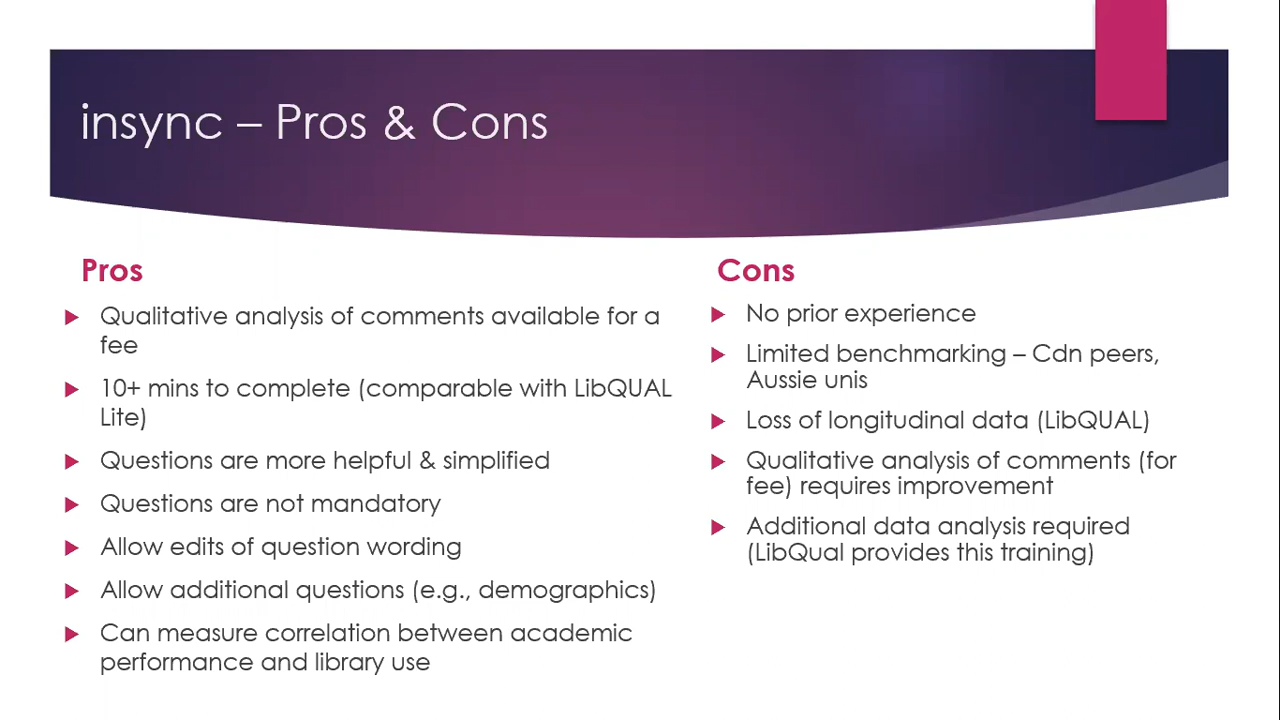 insync – Pros & Cons
Pros
Qualitative analysis of comments available for a
fee
10+ mins to complete (comparable with LibQUAL
Lite)
Questions are more helpful & simplified
Questions are not mandatory
Allow edits of question wording
Allow additional questions (e.g., demographics)
Can measure correlation between academic
performance and library use
Cons
No prior experience
Limited benchmarking – Cdn peers,
Aussie unis
Loss of longitudinal data (LibQUAL)
Qualitative analysis of comments (for
fee) requires improvement
Additional data analysis required
(LibQual provides this training)